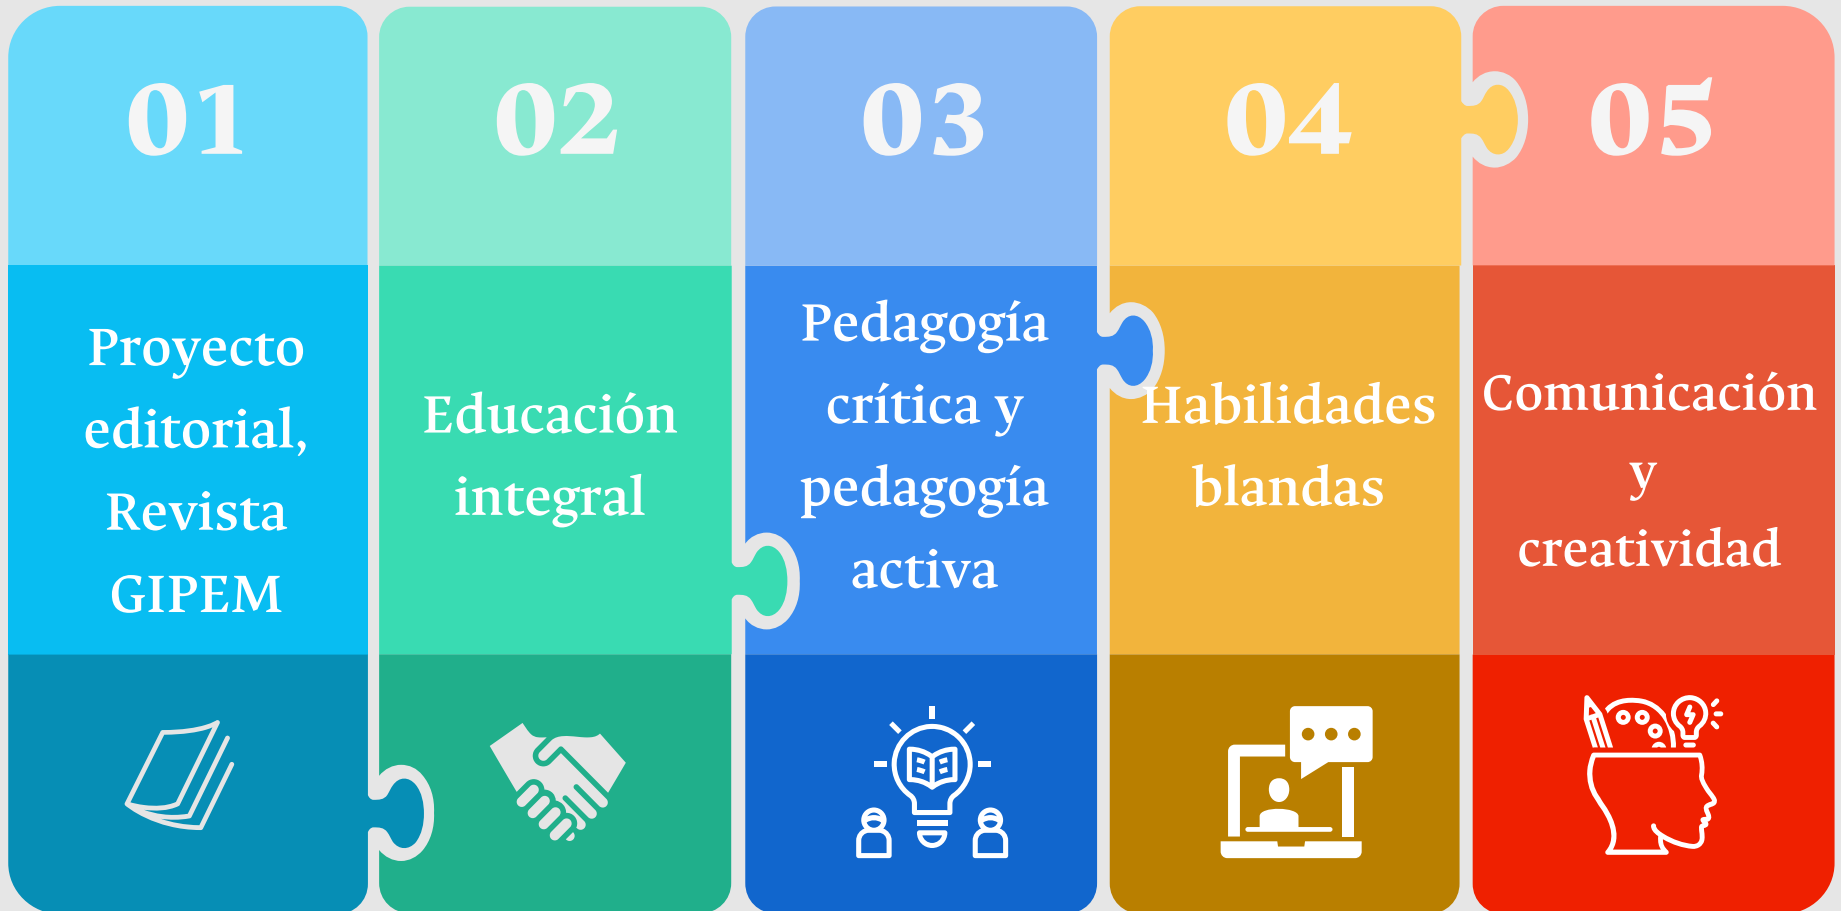 01
Proyecto
editorial,
Revista
GIPEM
02
Educación
integral
03
Pedagogía
crítica y
pedagogía
activa
04
Habilidades
blandas
05
Comunicación
y
creatividad